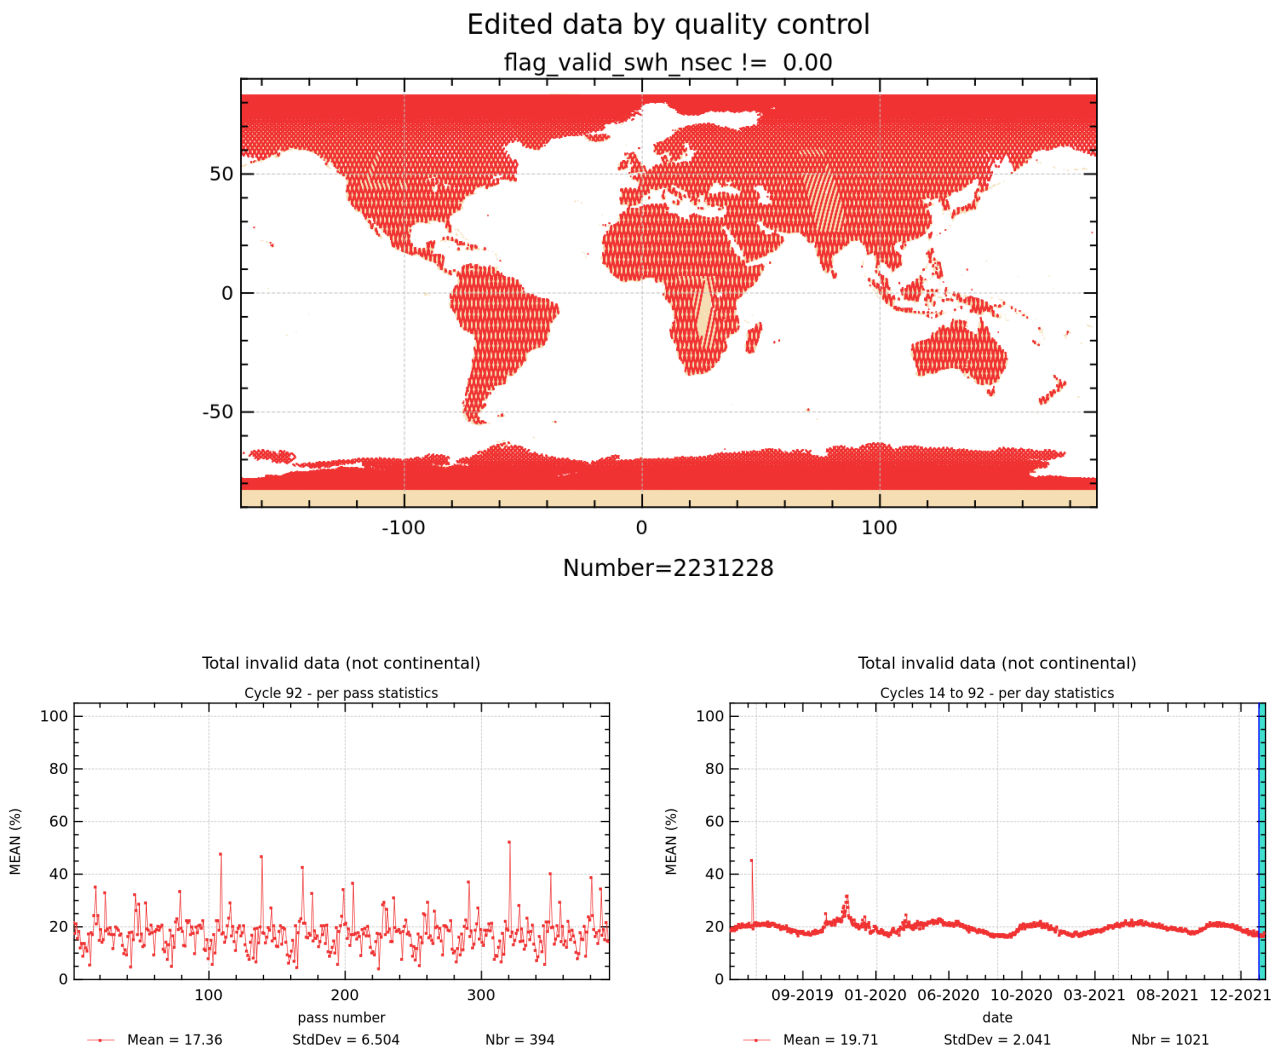 Edited data by quality control
flag_valid_swh_nsec !=  0.00
50
0
-50
-100 0 100
Number=2231228
Total invalid data (not continental)
Cycle 92 - per pass statistics
MEAN (%)
100
80
60
40
20
0
100 200 300
pass number
Mean = 17.36 StdDev = 6.504 Nbr = 394
Total invalid data (not continental)
Cycles 14 to 92 - per day statistics
MEAN (%)
100
80
60
40
20
0
09-2019 01-2020 06-2020 10-2020 03-2021 08-2021 12-2021
date
Mean = 19.71 StdDev = 2.041 Nbr = 1021